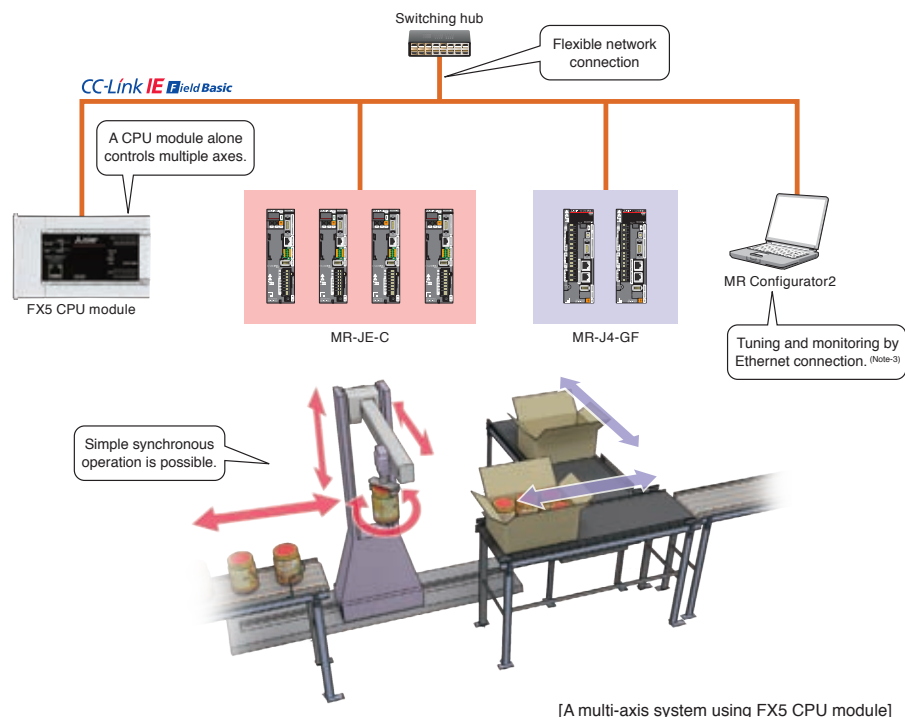 Switching hub
Flexible network
connection
CC-Link IE Field Basic
A CPU module alone
controls multiple axes.
FX5 CPU module
MR-JE-C
MR-J4-GF
MR Configurator2
Tuning and monitoring by
Ethernet connection. (Note-3)
Simple synchronous
operation is possible.
[A multi-axis system using FX5 CPU module]